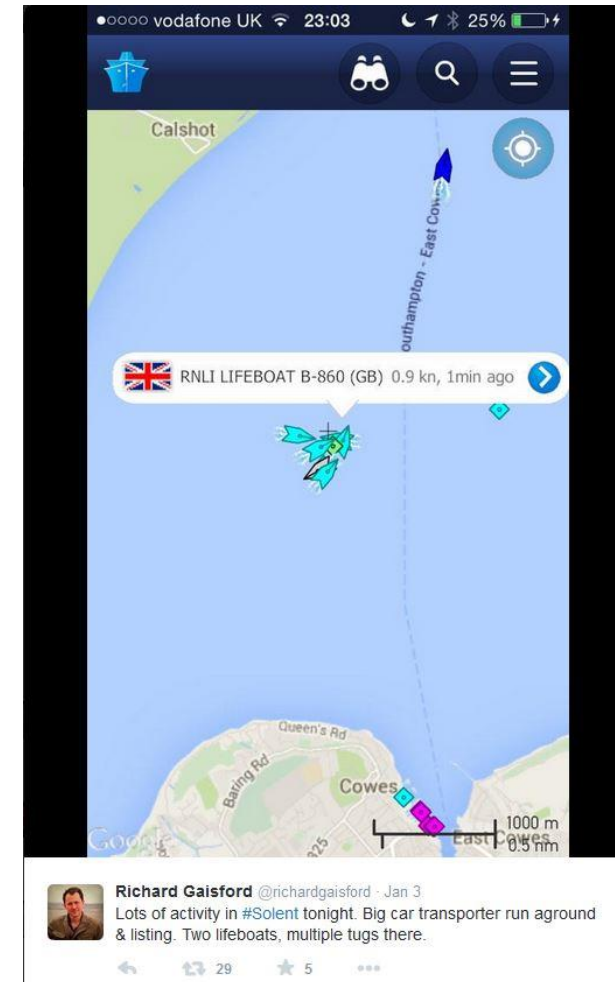 vodafone UK 23:03 25%
Calshot
outhampton - East Cowes
RNLI LIFEBOAT B-860 (GB) 0.9 kn, 1min ago
Queen's Rd
Baring Rd
Cowes
1000 m
Google
325
East Cowes
0.5 nm
Richard Gaisford @richardgaisford · Jan 3
Lots of activity in #Solent tonight. Big car transporter run aground
& listing. Two lifeboats, multiple tugs there.
29 5